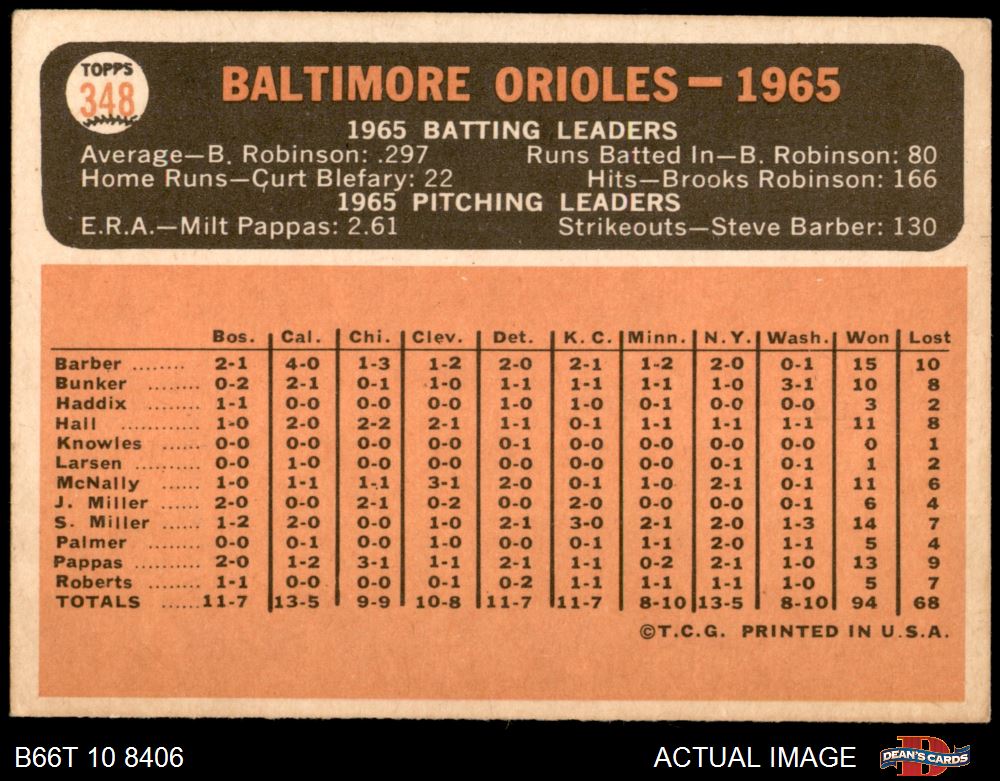 TOPPS
348
BALTIMORE ORIOLES — 1965
1965 BATTING LEADERS
Average—B. Robinson: .297 Runs Batted In—B. Robinson: 80
Home Runs—Curt Blefary: 22 Hits—Brooks Robinson: 166
1965 PITCHING LEADERS
E.R.A.—Milt Pappas: 2.61 Strikeouts—Steve Barber: 130
Bos. Cal. Chi. Clev. Det. K. C. Minn. N.Y. Wash. Won Lost
Barber ........ 2-1 4-0 1-3 1-2 2-0 2-1 1-2 2-0 0-1 15 10
Bunker ........ 0-2 2-1 0-1 1-0 1-1 1-1 1-1 1-0 3-1 10 8
Haddix ........ 1-1 0-0 0-0 0-0 1-0 1-0 0-1 0-0 0-0 3 2
Hall ............ 1-0 2-0 2-2 2-1 1-1 0-1 1-1 1-1 1-1 11 8
Knowles ...... 0-0 0-0 0-0 0-0 0-1 0-0 0-0 0-0 0-0 0 1
Larsen .......... 0-0 1-0 0-0 0-0 0-0 0-0 0-0 0-1 0-1 1 2
McNally ...... 1-0 1-1 1-1 3-1 2-0 0-1 1-0 2-1 0-1 11 6
J. Miller ...... 2-0 0-0 2-1 0-2 0-0 2-0 0-0 0-0 0-1 6 4
S. Miller ...... 1-2 2-0 0-0 1-0 2-1 3-0 2-1 2-0 1-3 14 7
Palmer ........ 0-0 0-1 0-0 1-0 0-0 0-1 1-1 2-0 1-1 5 4
Pappas .......... 2-0 1-2 3-1 1-1 2-1 1-1 0-2 2-1 1-0 13 9
Roberts ........ 1-1 0-0 0-0 0-1 0-2 1-1 1-1 1-1 1-0 5 7
TOTALS ...... 11-7 13-5 9-9 10-8 11-7 11-7 8-10 13-5 8-10 94 68
©T.C.G. PRINTED IN U.S.A.
B66T 10 8406 ACTUAL IMAGE DEAN'S CARDS